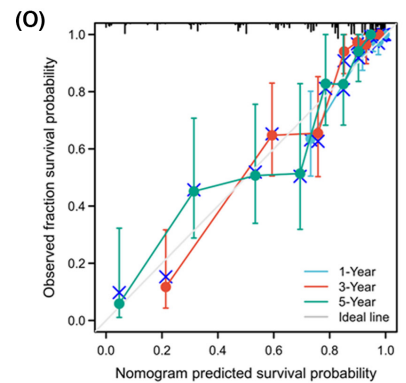 (O)
Observed fraction survival probability
1.0
0.8
0.6
0.4
0.2
0.0
1-Year
3-Year
5-Year
Ideal line
0.0 0.2 0.4 0.6 0.8 1.0
Nomogram predicted survival probability